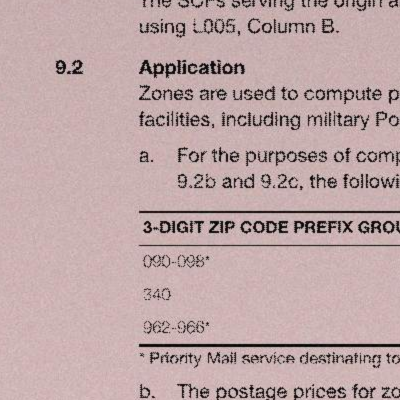 The SCFs serving the origin a
using L005, Column B.
9.2 Application
Zones are used to compute p
facilities, including military Po
a. For the purposes of comp
9.2b and 9.2c, the followi
3-DIGIT ZIP CODE PREFIX GROU
090-098*
340
962-966*
* Priority Mail service destinating to
b. The postage prices for zo